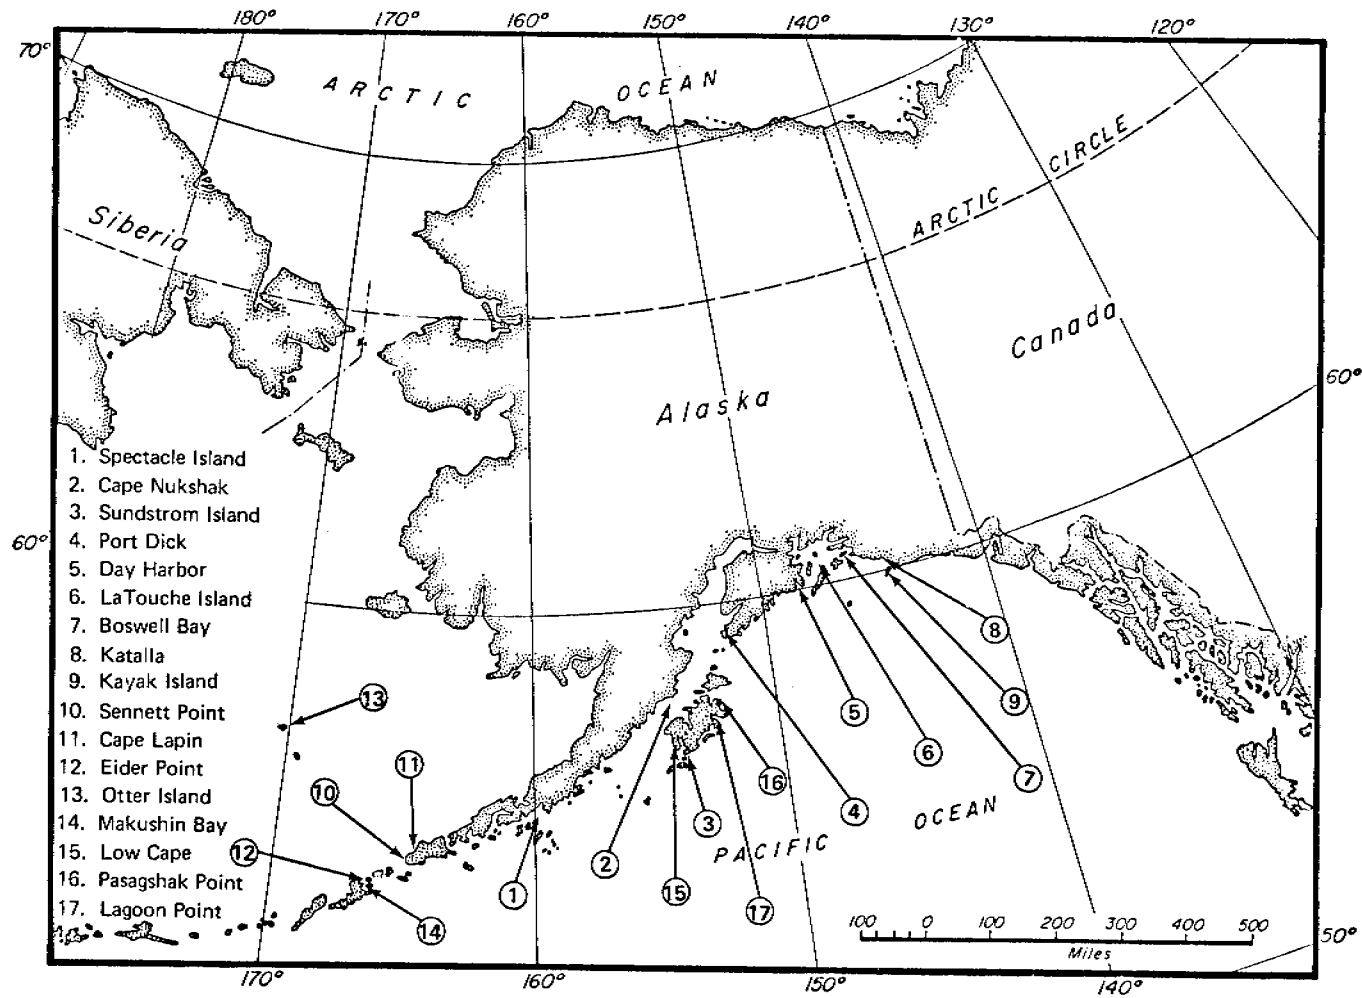 180° 170° 160° 150° 140° 130° 120°
70°
ARCTIC OCEAN
ARCTIC CIRCLE
Siberia
Canada
Alaska
60°
60°
1. Spectacle Island
2. Cape Nukshak
3. Sundstrom Island
4. Port Dick
5. Day Harbor
6. LaTouche Island
7. Boswell Bay
8. Katalla
9. Kayak Island
10. Sennett Point
11. Cape Lapin
12. Eider Point
13. Otter Island
14. Makushin Bay
15. Low Cape
16. Pasagshak Point
17. Lagoon Point
8
13
5
9
6
11
16
7
10
3
4
12
2
15
1
17
14
PACIFIC OCEAN
100 0 100 200 300 400 500
Miles
50°
170° 160° 150° 140°